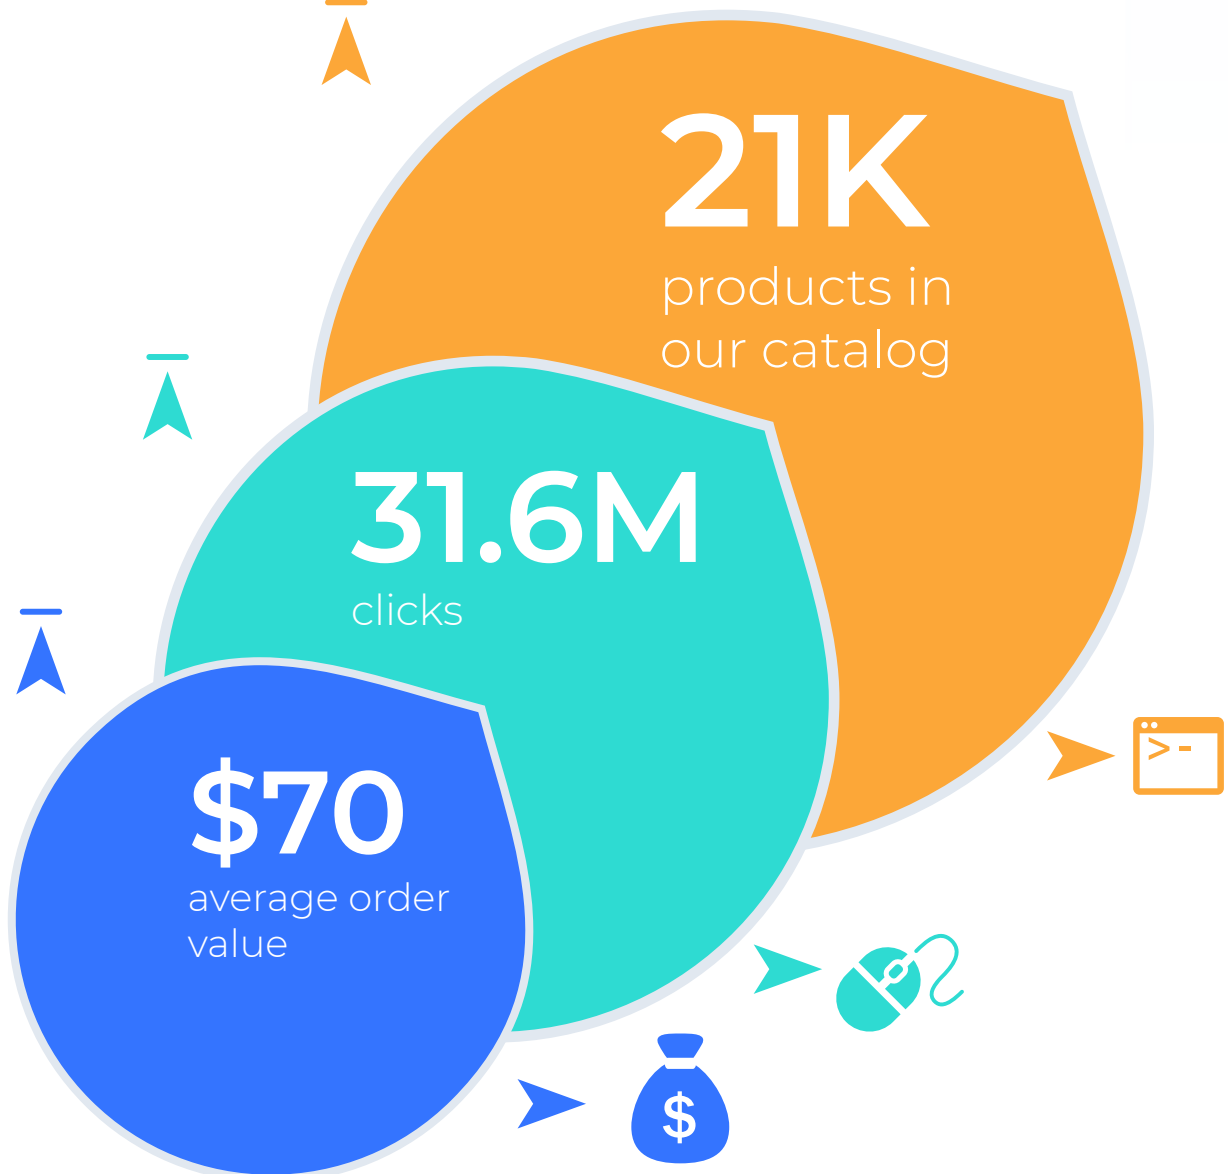 21K
products in
our catalog
31.6M
clicks
$70
average order
value
>-
$